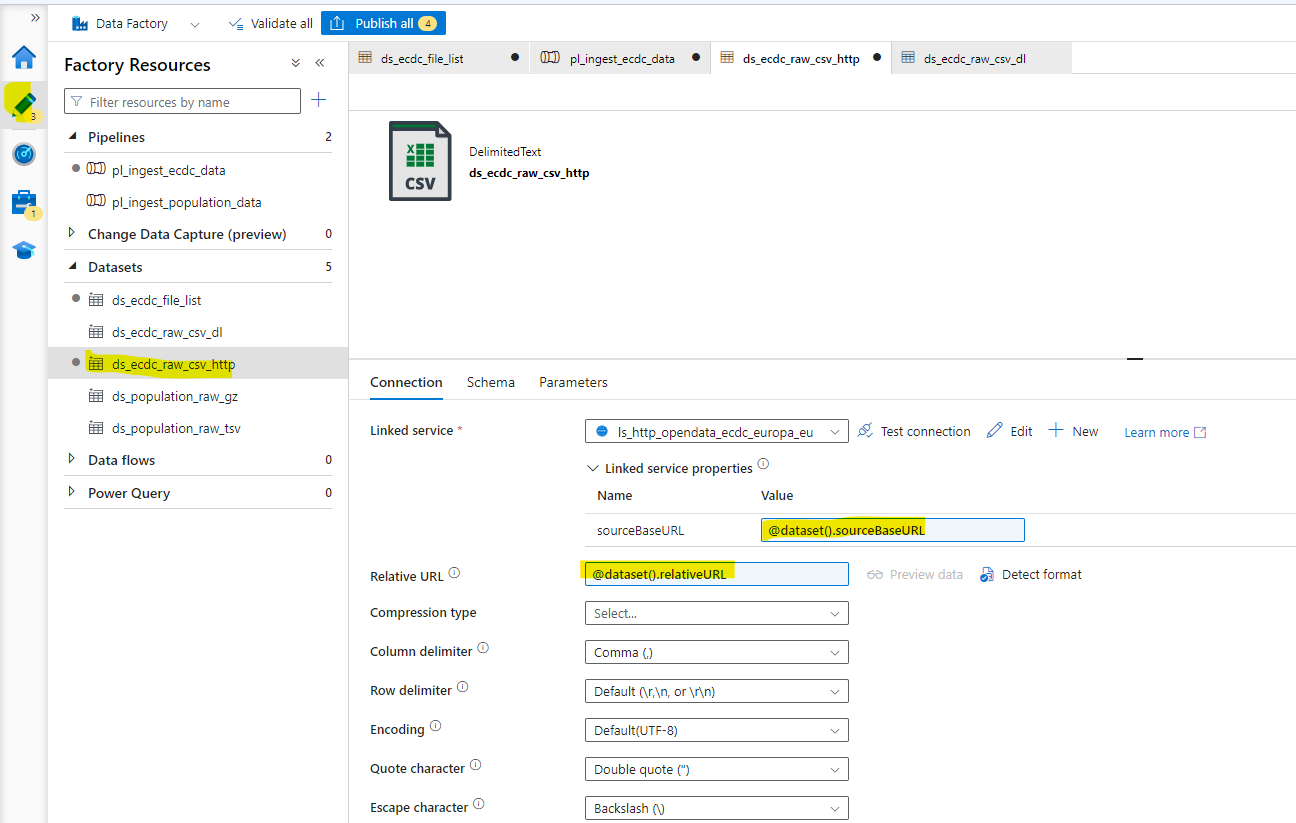 Data Factory
Validate all
Publish all 4
Factory Resources
Filter resources by name
3
1
Pipelines 2
pl_ingest_ecdc_data
pl_ingest_population_data
Change Data Capture (preview) 0
Datasets 5
ds_ecdc_file_list
ds_ecdc_raw_csv_dl
ds_ecdc_raw_csv_http
ds_population_raw_gz
ds_population_raw_tsv
Data flows 0
Power Query 0
ds_ecdc_file_list
pl_ingest_ecdc_data
ds_ecdc_raw_csv_http
ds_ecdc_raw_csv_dl
X
CSV
DelimitedText
ds_ecdc_raw_csv_http
Connection Schema Parameters
Linked service * ls_http_opendata_ecdc_europa_eu Test connection Edit New Learn more
Linked service properties
Name Value
sourceBaseURL @dataset().sourceBaseURL
Relative URL @dataset().relativeURL Preview data Detect format
Compression type Select...
Column delimiter Comma (,)
Row delimiter Default (\r,\n, or \r\n)
Encoding Default(UTF-8)
Quote character Double quote (")
Escape character Backslash (\)